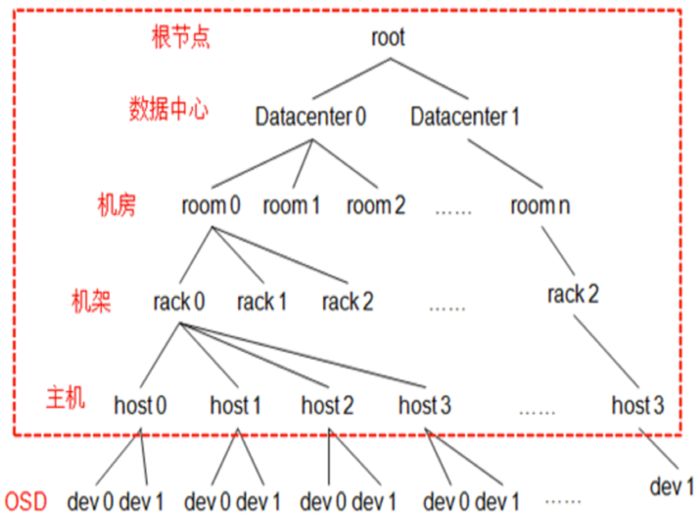 根节点 root
数据中心 Datacenter 0 Datacenter 1
机房 room 0 room 1 room 2 …… room n
机架 rack 0 rack 1 rack 2 …… rack 2
主机 host 0 host 1 host 2 host 3 …… host 3
OSD dev 0 dev 1 dev 0 dev 1 dev 0 dev 1 dev 0 dev 1 …… dev 1